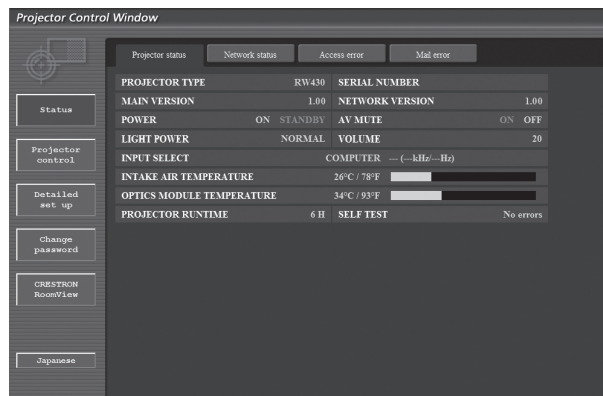 Projector Control Window
Projector status Network status Access error Mail error
PROJECTOR TYPE RW430 SERIAL NUMBER
MAIN VERSION 1.00 NETWORK VERSION 1.00
POWER ON STANDBY AV MUTE ON OFF
LIGHT POWER NORMAL VOLUME 20
INPUT SELECT COMPUTER --- (---kHz/---Hz)
INTAKE AIR TEMPERATURE 26°C / 78°F
OPTICS MODULE TEMPERATURE 34°C / 93°F
PROJECTOR RUNTIME 6 H SELF TEST No errors
Status
Projector
control
Detailed
set up
Change
password
CRESTRON
RoomView
Japanese